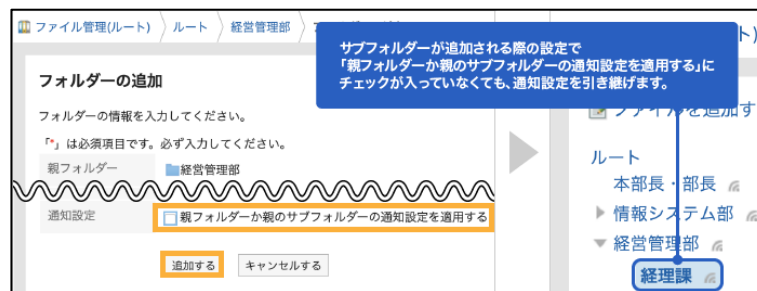 ファイル管理(ルート) 〉 ルート 〉 経営管理部 〉
サブフォルダーが追加される際の設定で
「親フォルダーか親のサブフォルダーの通知設定を適用する」に
チェックが入っていなくても、通知設定を引き継げます。
フォルダーの追加
フォルダーの情報を入力してください。
「*」は必須項目です。必ず入力してください。
親フォルダー 経営管理部
通知設定 親フォルダーか親のサブフォルダーの通知設定を適用する
追加する キャンセルする
ト)
ファイルを追加す
ルート
本部長・部長
情報システム部
経営管理部
経理課